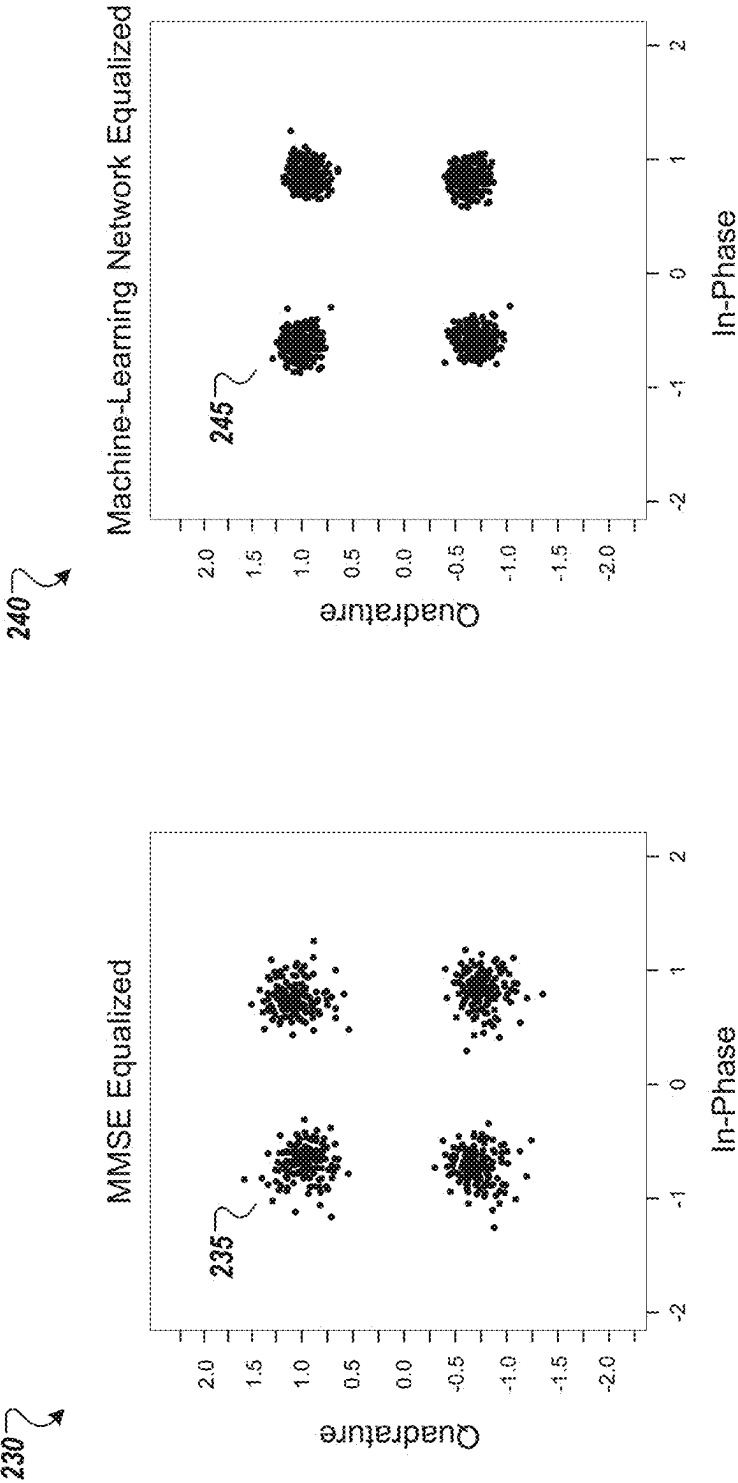 230
MMSE Equalized
235
2.0
1.5
1.0
0.5
0.0
-0.5
-1.0
-1.5
-2.0
Quadrature
-2 -1 0 1 2
In-Phase
240
Machine-Learning Network Equalized
245
2.0
1.5
1.0
0.5
0.0
-0.5
-1.0
-1.5
-2.0
Quadrature
-2 -1 0 1 2
In-Phase